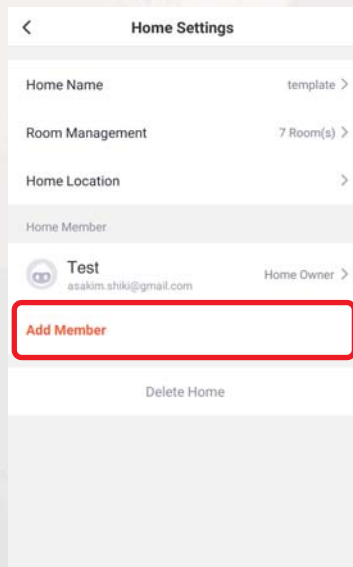 Home Settings
Home Name template
Room Management 7 Room(s)
Home Location
Home Member
Test
asakim.shiki@gmail.com Home Owner
Add Member
Delete Home